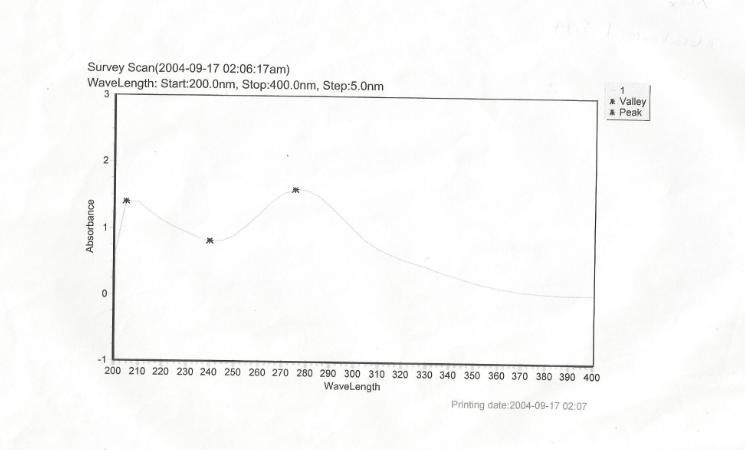 Survey Scan(2004-09-17 02:06:17am)
WaveLength: Start:200.0nm, Stop:400.0nm, Step:5.0nm
1
Valley
Peak
3
2
1
0
-1
Absorbance
200 210 220 230 240 250 260 270 280 290 300 310 320 330 340 350 360 370 380 390 400
WaveLength
Printing date:2004-09-17 02:07